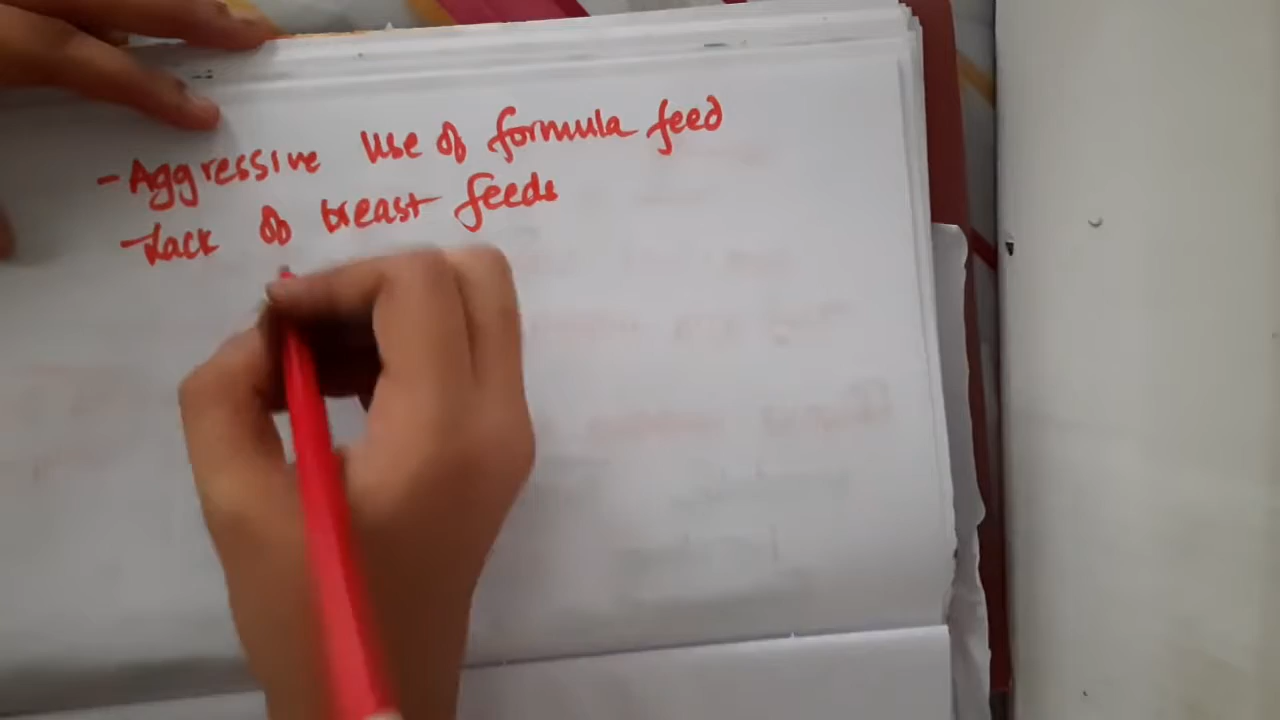 - Aggressive use of formula feed
- Lack of breast feeds